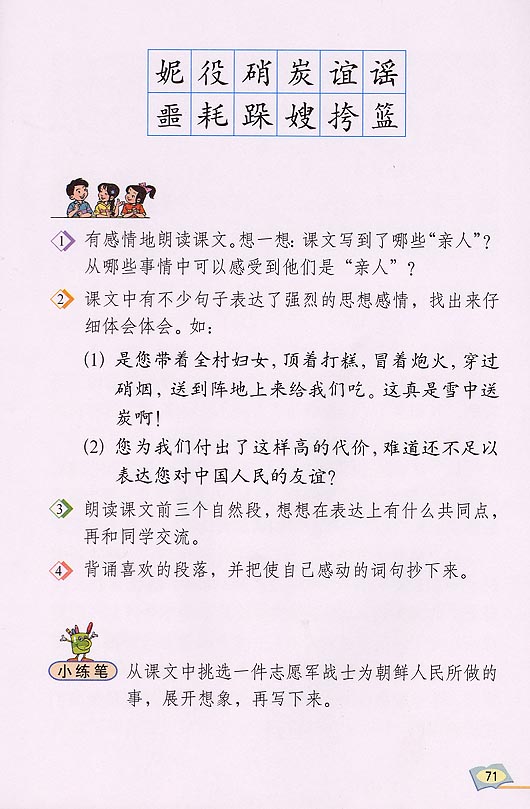 妮役硝炭谊谣
噩耗跺嫂挎篮
1 有感情地朗读课文。想一想：课文写到了哪些“亲人”？
从哪些事情中可以感受到他们是“亲人”？
2 课文中有不少句子表达了强烈的思想感情，找出来仔
细体会体会。如：
(1) 是您带着全村妇女，顶着打糕，冒着炮火，穿过
硝烟，送到阵地上来给我们吃。这真是雪中送
炭啊！
(2) 您为我们付出了这样高的代价，难道还不足以
表达您对中国人民的友谊？
3 朗读课文前三个自然段，想想在表达上有什么共同点，
再和同学交流。
4 背诵喜欢的段落，并把使自己感动的词句抄下来。
小练笔
从课文中挑选一件志愿军战士为朝鲜人民所做的
事，展开想象，再写下来。
71